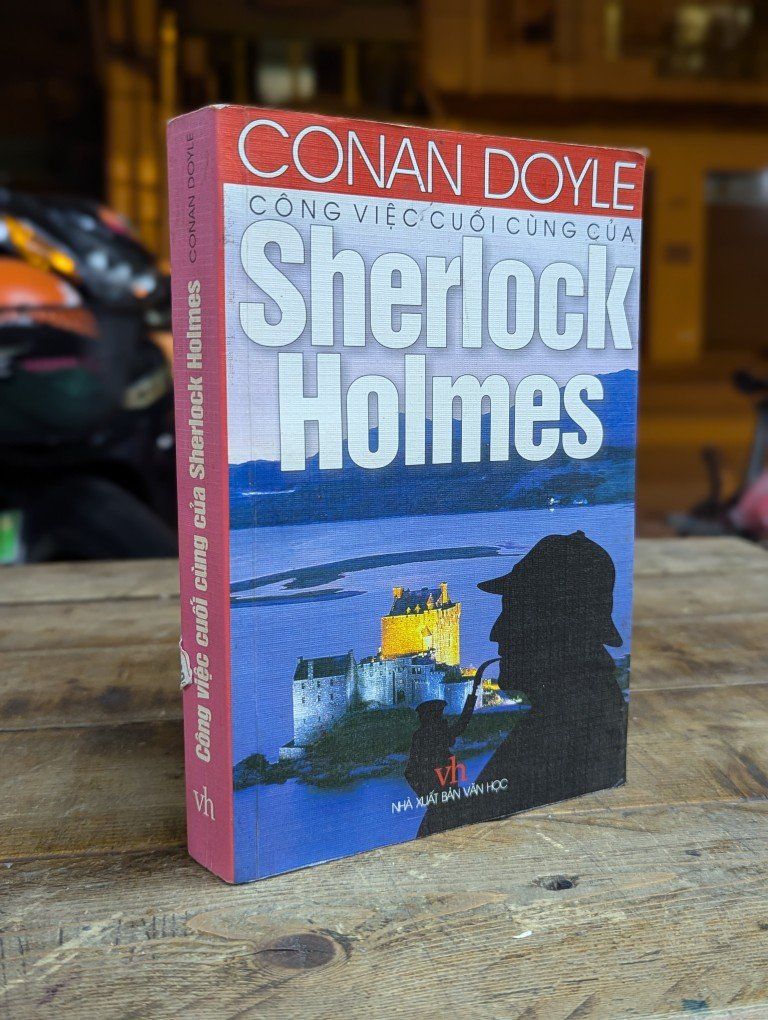 CONAN DOYLE
CÔNG VIỆC CUỐI CÙNG CỦA
Sherlock
Holmes
vh
NHÀ XUẤT BẢN VĂN HỌC
CONAN DOYLE
Công việc cuối cùng của Sherlock Holmes
vh